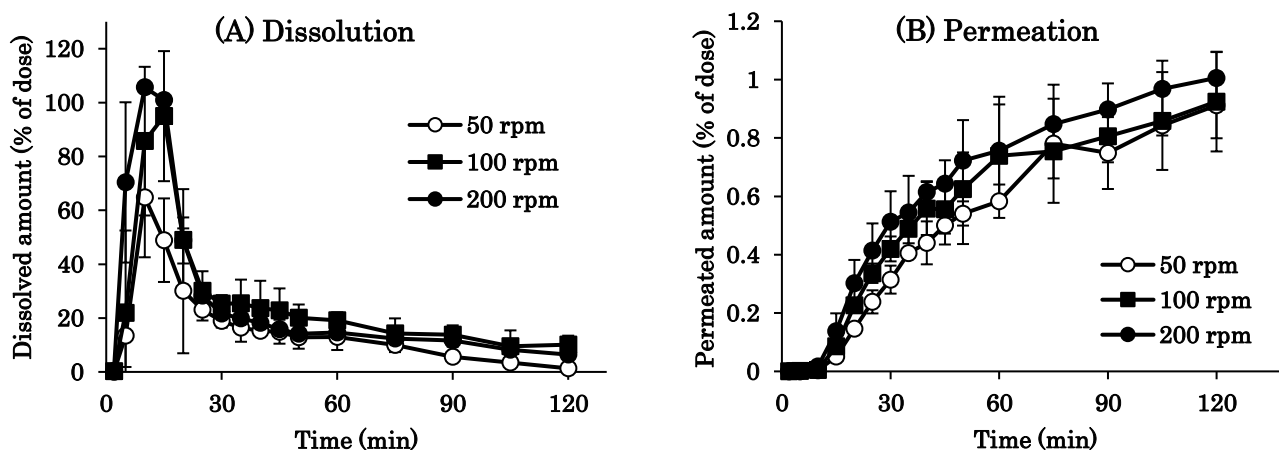 (A) Dissolution
Dissolved amount (% of dose)
120
100
80
60
40
20
0
50 rpm
100 rpm
200 rpm
0
30
60
90
120
Time (min)
(B) Permeation
Permeated amount (% of dose)
1.2
1
0.8
0.6
0.4
0.2
0
50 rpm
100 rpm
200 rpm
0
30
60
90
120
Time (min)